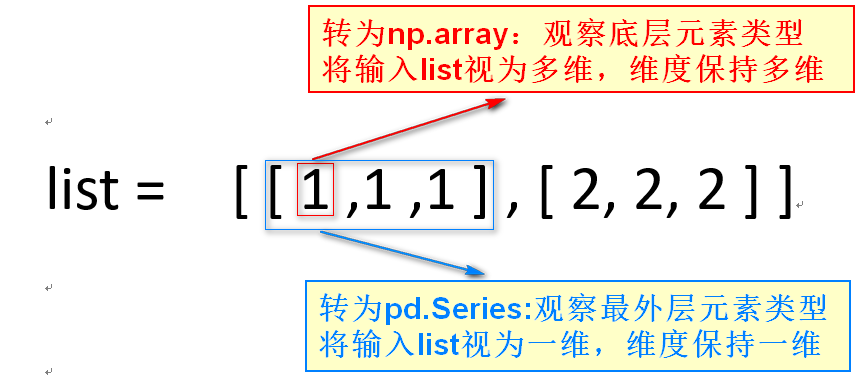 转为np.array：观察底层元素类型
将输入list视为多维，维度保持多维
list = [ [ 1 ,1 ,1 ] , [ 2, 2, 2 ] ]
转为pd.Series:观察最外层元素类型
将输入list视为一维，维度保持一维